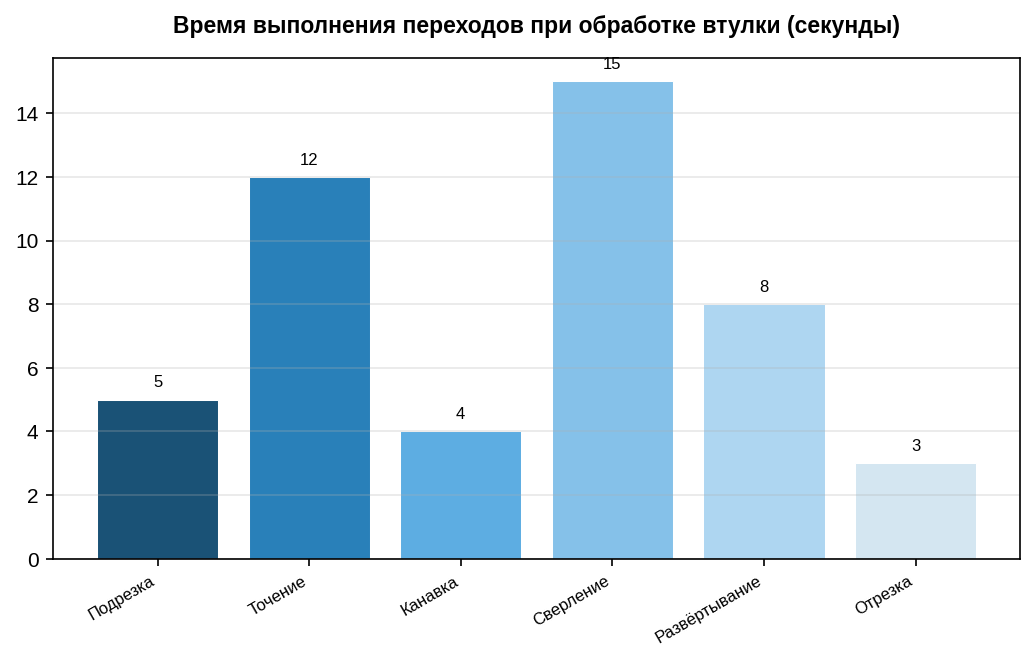 Время выполнения переходов при обработке втулки (секунды)
15
14
12
12
10
8
8
6
5
4
4
3
2
0
Подрезка
Точение
Канавка
Сверление
Развёртывание
Отрезка